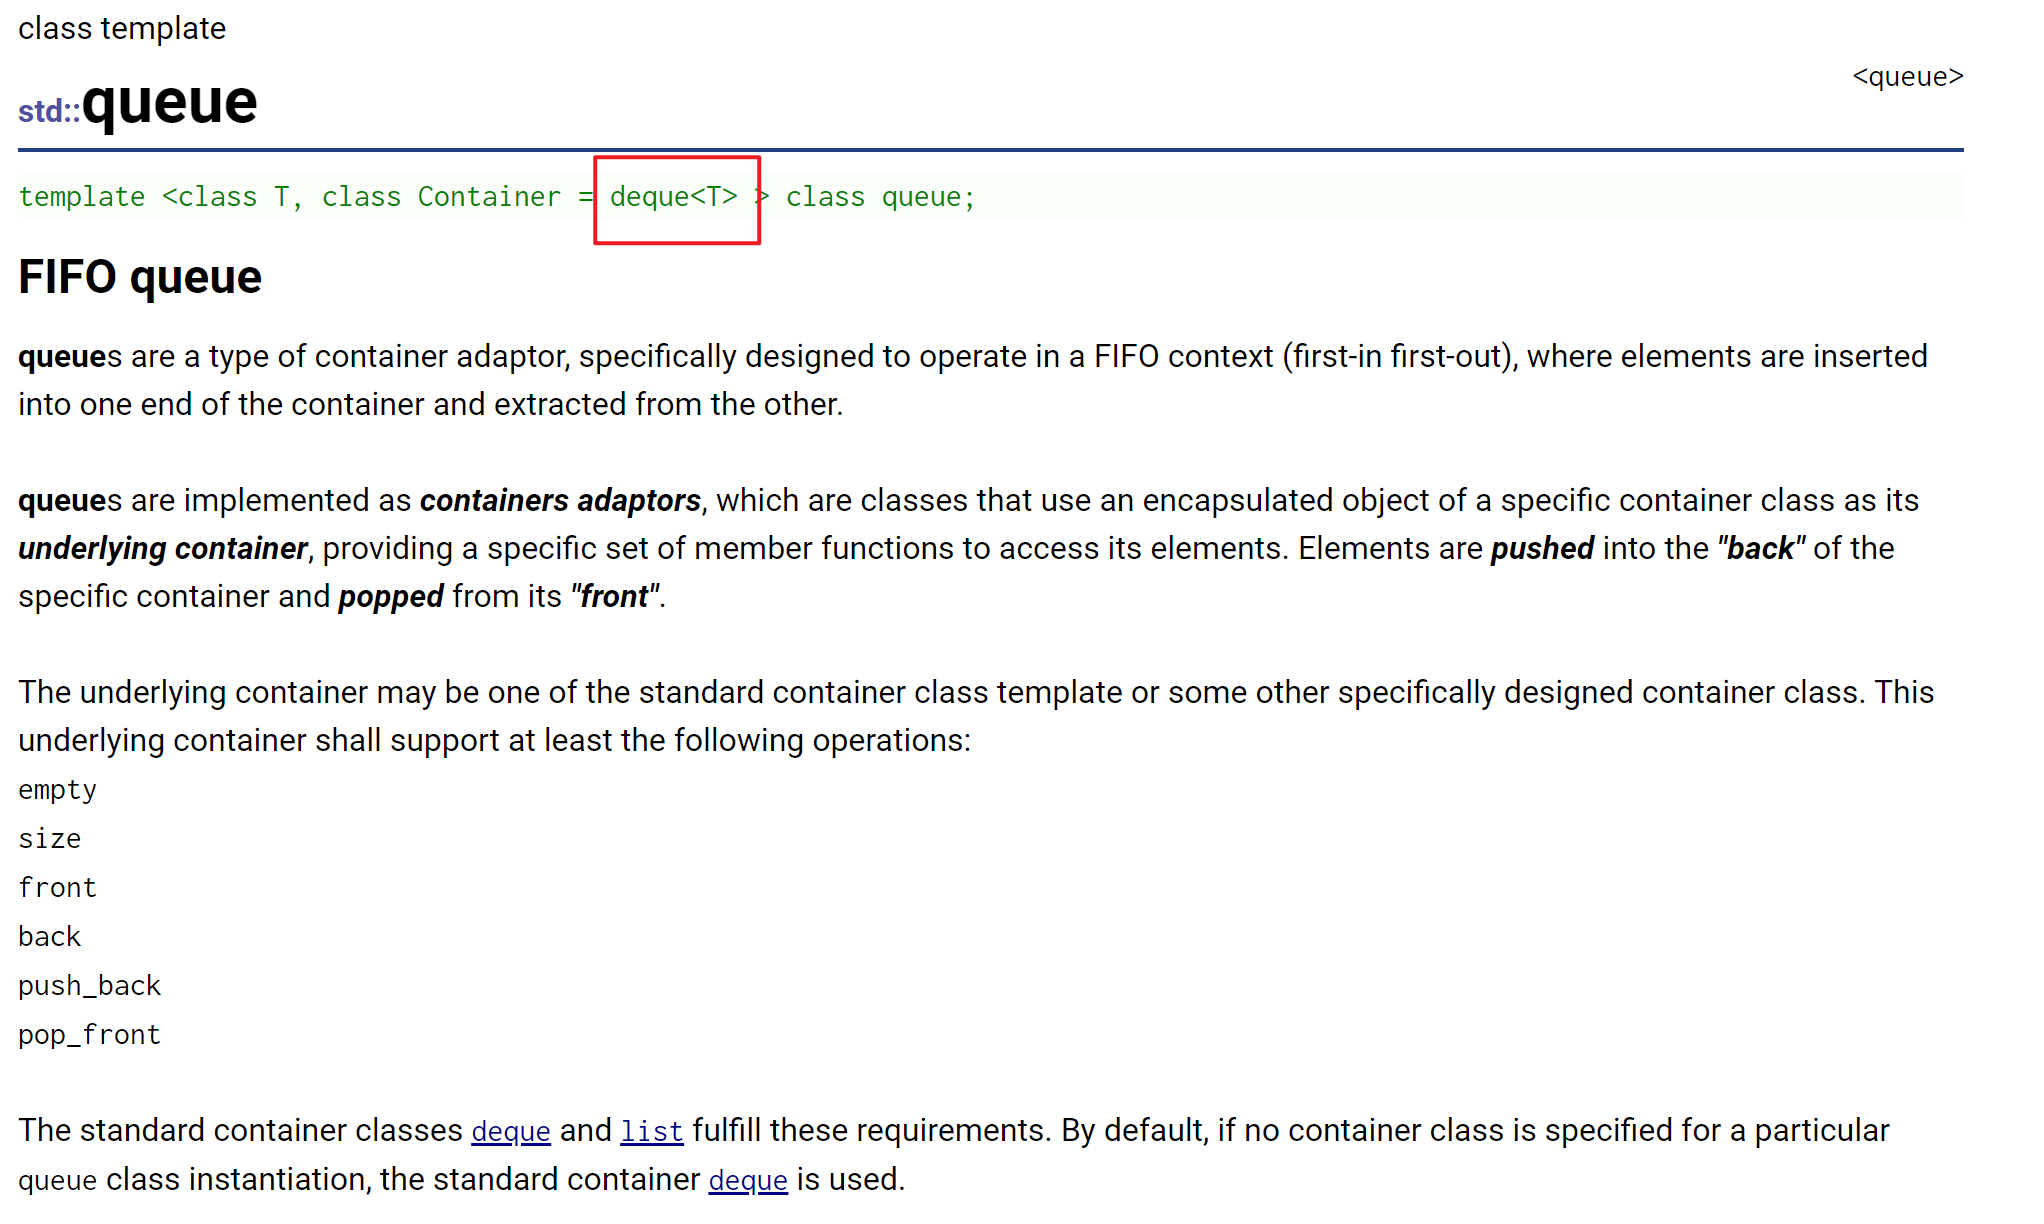 class template
<queue>
std::queue
template <class T, class Container = deque<T> > class queue;
FIFO queue
queues are a type of container adaptor, specifically designed to operate in a FIFO context (first-in first-out), where elements are inserted
into one end of the container and extracted from the other.
queues are implemented as containers adaptors, which are classes that use an encapsulated object of a specific container class as its
underlying container, providing a specific set of member functions to access its elements. Elements are pushed into the "back" of the
specific container and popped from its "front".
The underlying container may be one of the standard container class template or some other specifically designed container class. This
underlying container shall support at least the following operations:
empty
size
front
back
push_back
pop_front
The standard container classes deque and list fulfill these requirements. By default, if no container class is specified for a particular
queue class instantiation, the standard container deque is used.